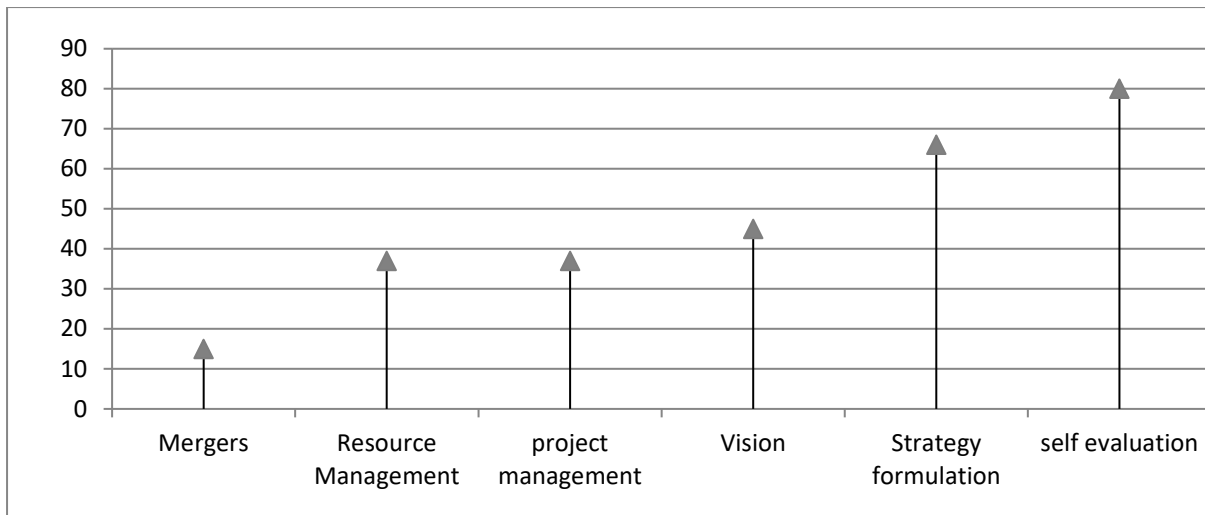 90
80
70
60
50
40
30
20
10
0
Mergers
Resource
Management
project
management
Vision
Strategy
formulation
self evaluation